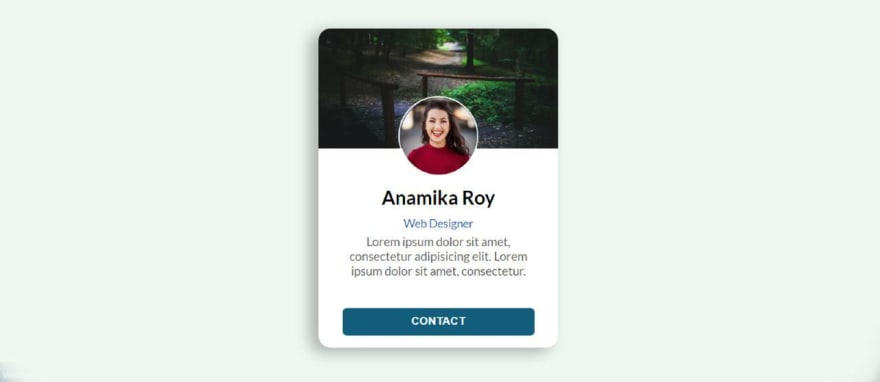 Anamika Roy
Web Designer
Lorem ipsum dolor sit amet,
consectetur adipisicing elit. Lorem
ipsum dolor sit amet, consectetur.
CONTACT